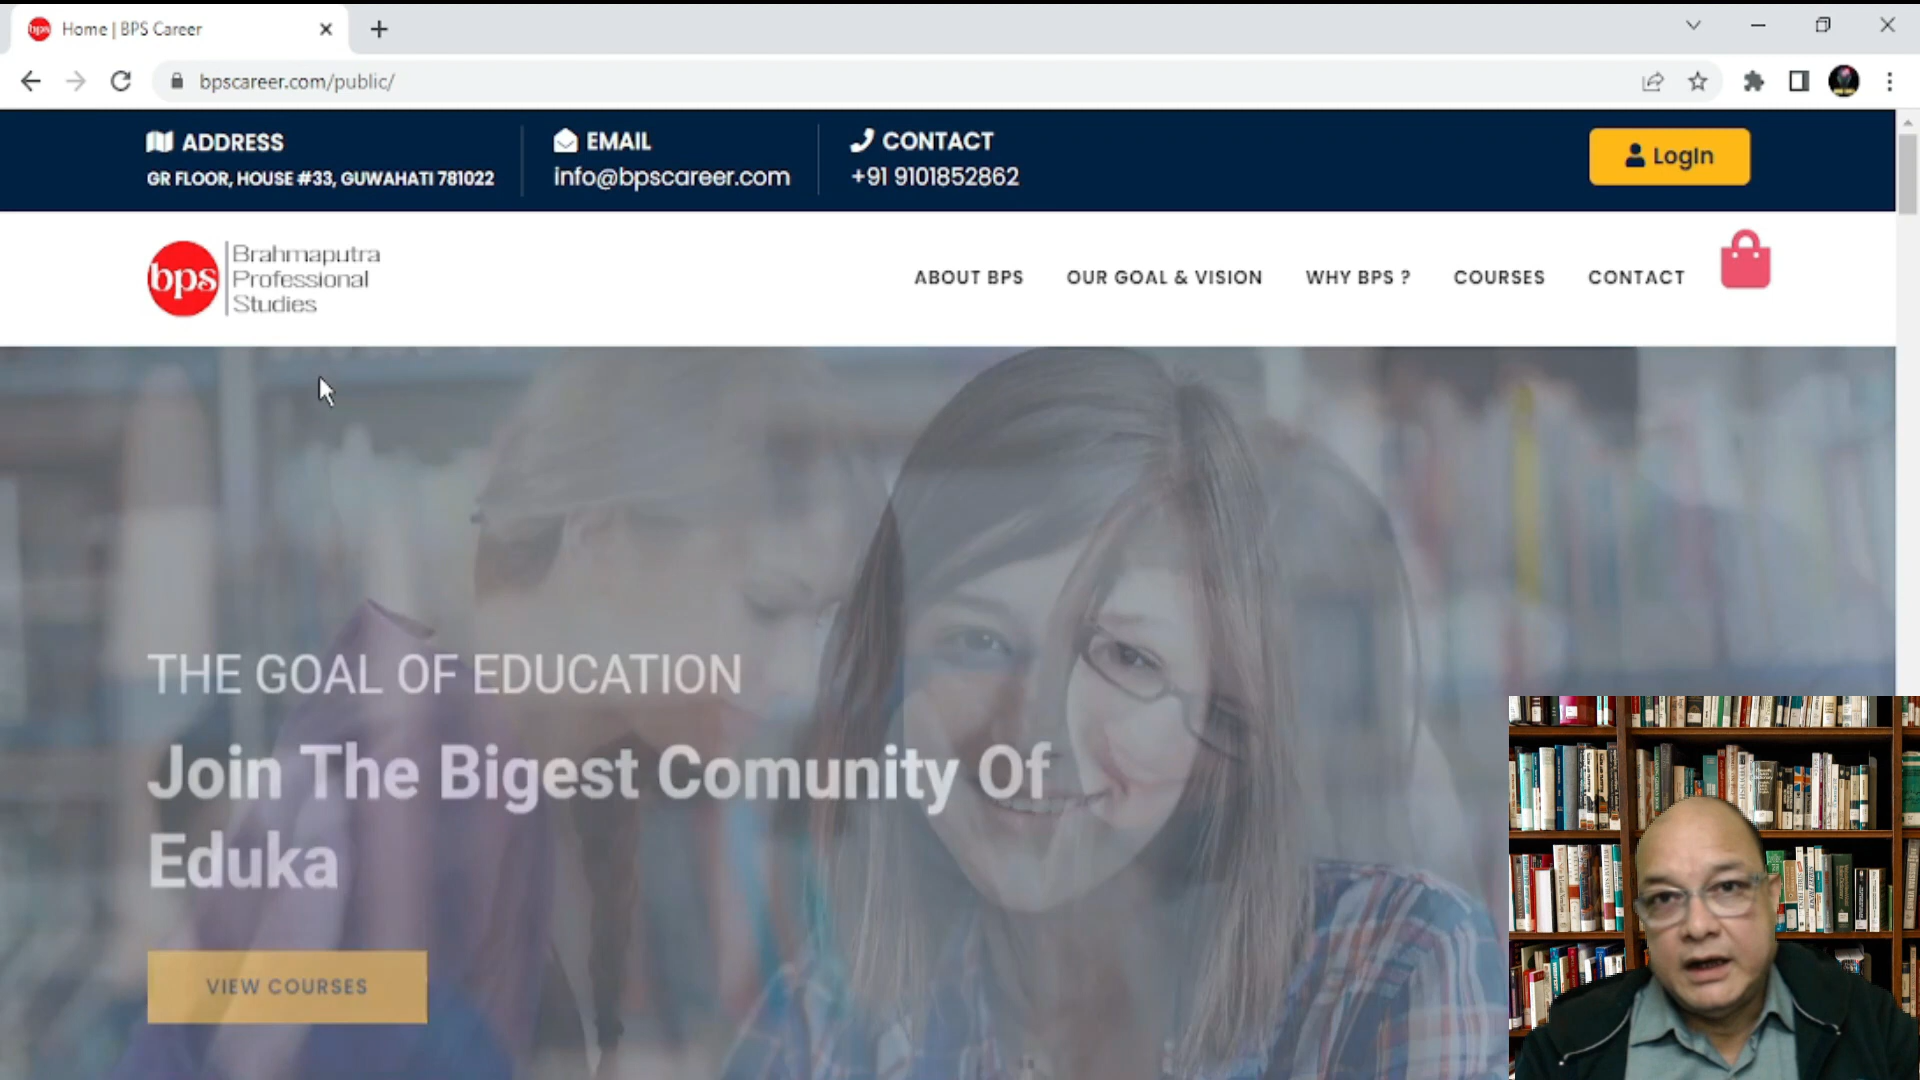 Home | BPS Career
bpscareer.com/public/
ADDRESS
GR FLOOR, HOUSE #33, GUWAHATI 781022
EMAIL
info@bpscareer.com
CONTACT
+91 9101852862
LogIn
bps
Brahmaputra
Professional
Studies
ABOUT BPS
OUR GOAL & VISION
WHY BPS ?
COURSES
CONTACT
THE GOAL OF EDUCATION
Join The Bigest Comunity Of
Eduka
VIEW COURSES